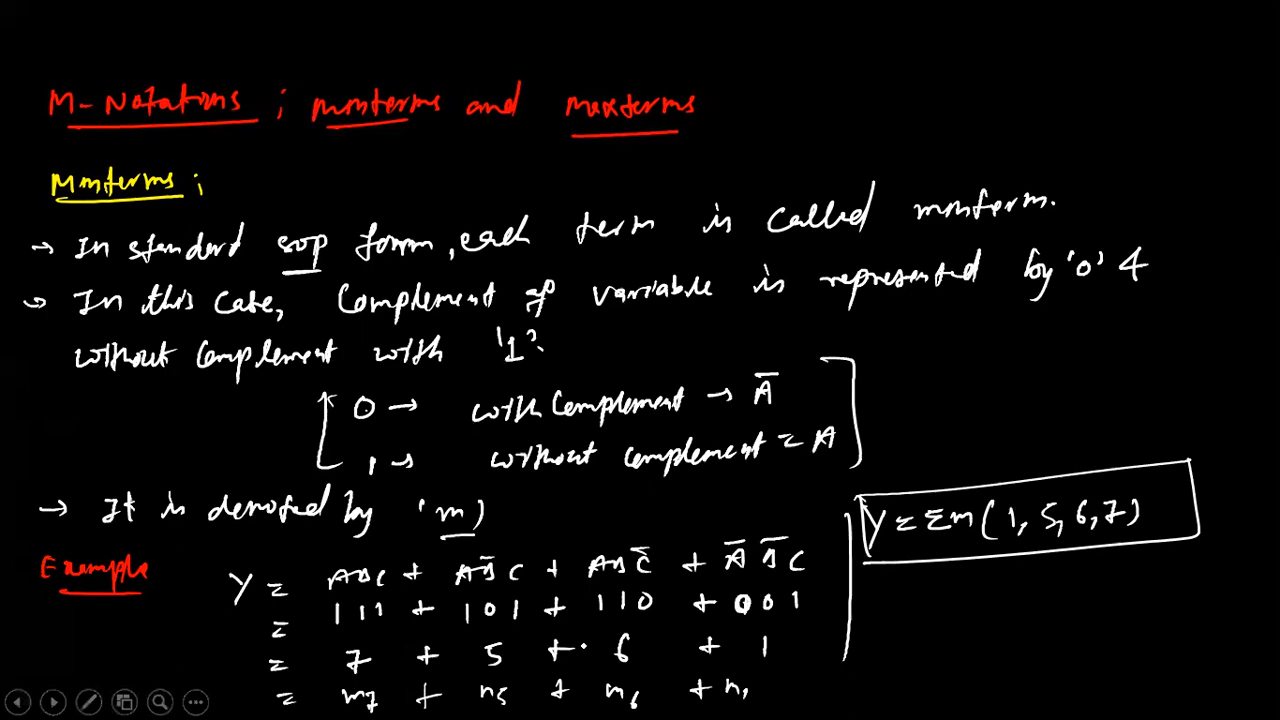 M-Notations ; minterms and maxterms
Minterms ;
→ In standard SOP form, each term is called minterm.
→ In this case, complement of variable is represented by '0' &
without complement with '1'.
0 → with complement → A̅
1 → without complement = A
→ It is denoted by 'm'
Y = Σm(1, 5, 6, 7)
Example
Y = ABC + AB̅C + ABC̅ + A̅B̅C
= 111 + 101 + 110 + 001
= 7 + 5 + 6 + 1
= m7 + m5 + m6 + m1